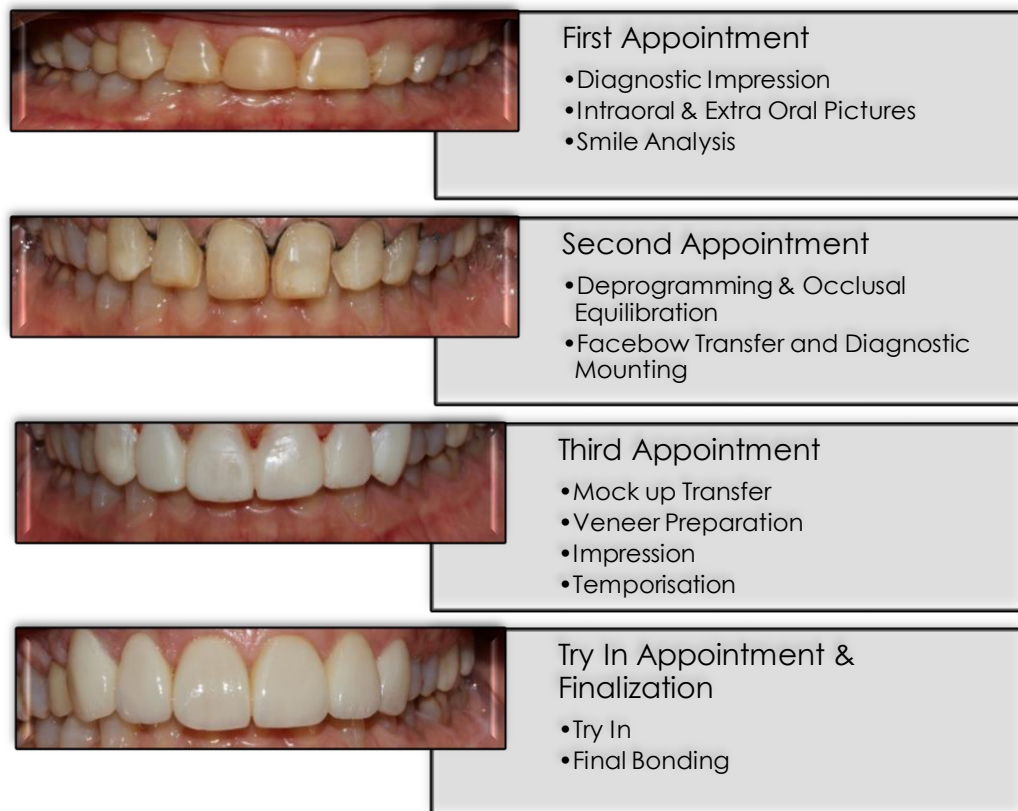 First Appointment
•Diagnostic Impression
•Intraoral & Extra Oral Pictures
•Smile Analysis
Second Appointment
•Deprogramming & Occlusal
Equilibration
•Facebow Transfer and Diagnostic
Mounting
Third Appointment
•Mock up Transfer
•Veneer Preparation
•Impression
•Temporisation
Try In Appointment &
Finalization
•Try In
•Final Bonding